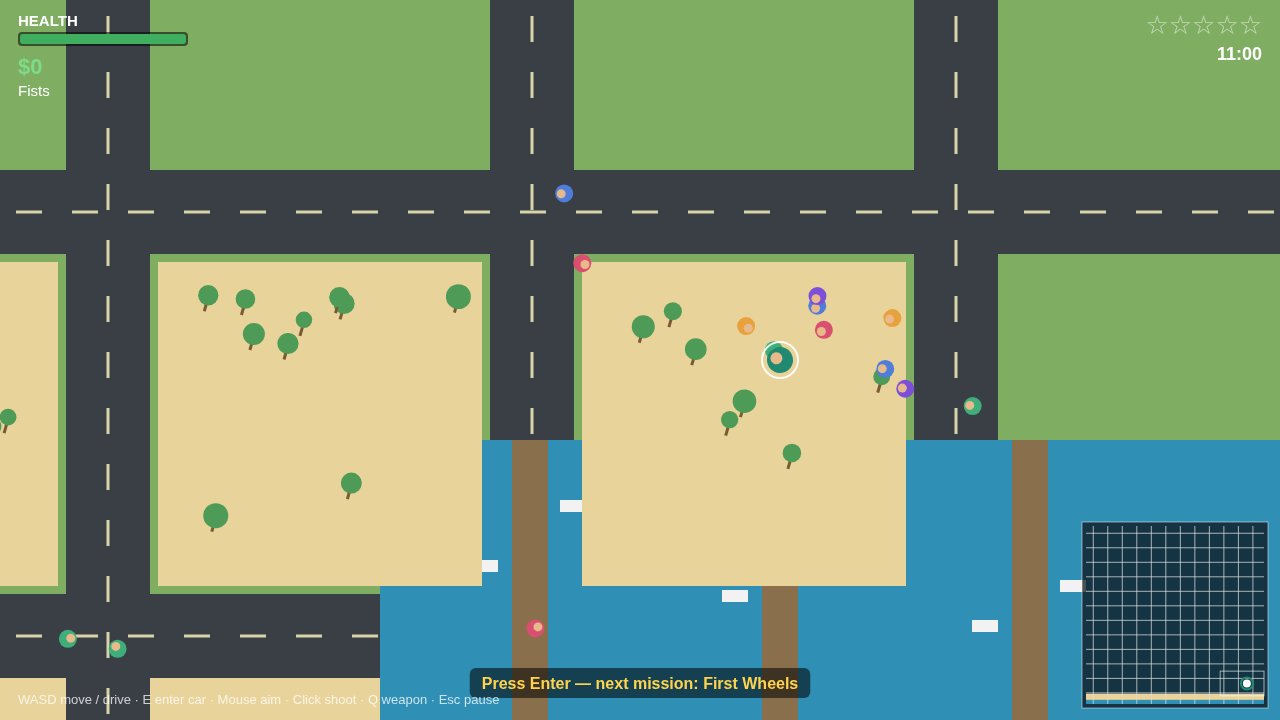 HEALTH
$0
Fists
☆☆☆☆☆
11:00
Press Enter — next mission: First Wheels
WASD move / drive · E enter car · Mouse aim · Click shoot · Q weapon · Esc pause